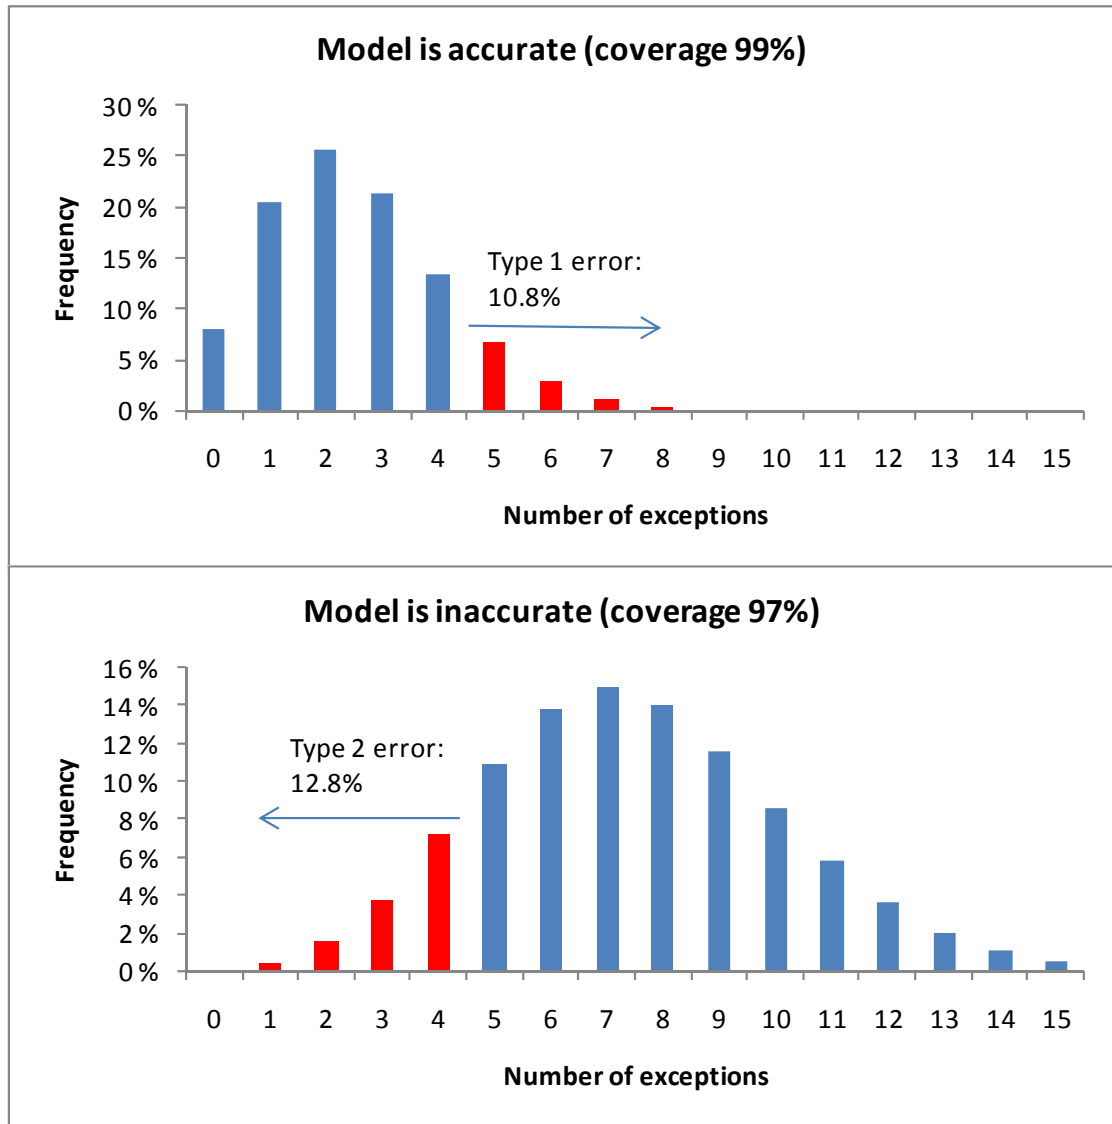 Model is accurate (coverage 99%)
Frequency
30 %
25 %
20 %
15 %
10 %
5 %
0 %
Type 1 error:
10.8%
0 1 2 3 4 5 6 7 8 9 10 11 12 13 14 15
Number of exceptions
Model is inaccurate (coverage 97%)
Frequency
16 %
14 %
12 %
10 %
8 %
6 %
4 %
2 %
0 %
Type 2 error:
12.8%
0 1 2 3 4 5 6 7 8 9 10 11 12 13 14 15
Number of exceptions